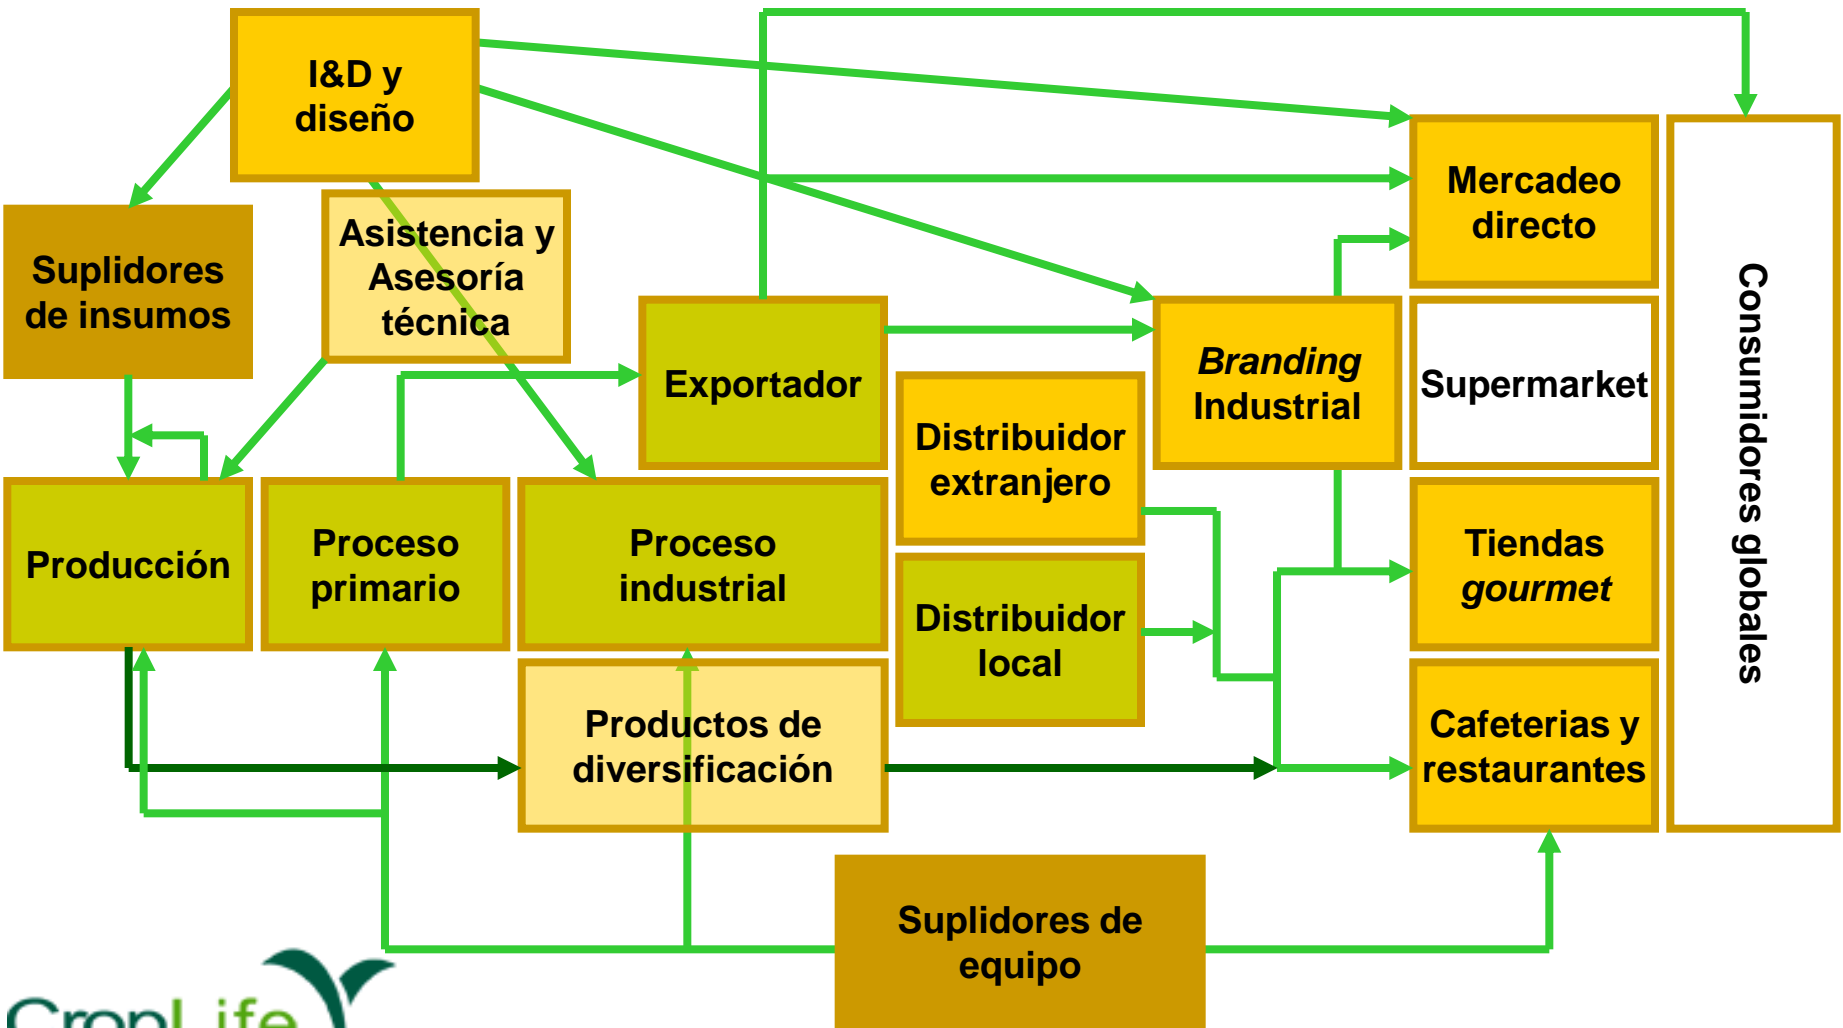 I&D y
diseño
Suplidores
de insumos
Asistencia y
Asesoría
técnica
Exportador
Branding
Industrial
Mercadeo
directo
Supermarket
Consumidores globales
Distribuidor
extranjero
Producción
Proceso
primario
Proceso
industrial
Distribuidor
local
Tiendas
gourmet
Productos de
diversificación
Cafeterias y
restaurantes
Suplidores de
equipo
CropLife